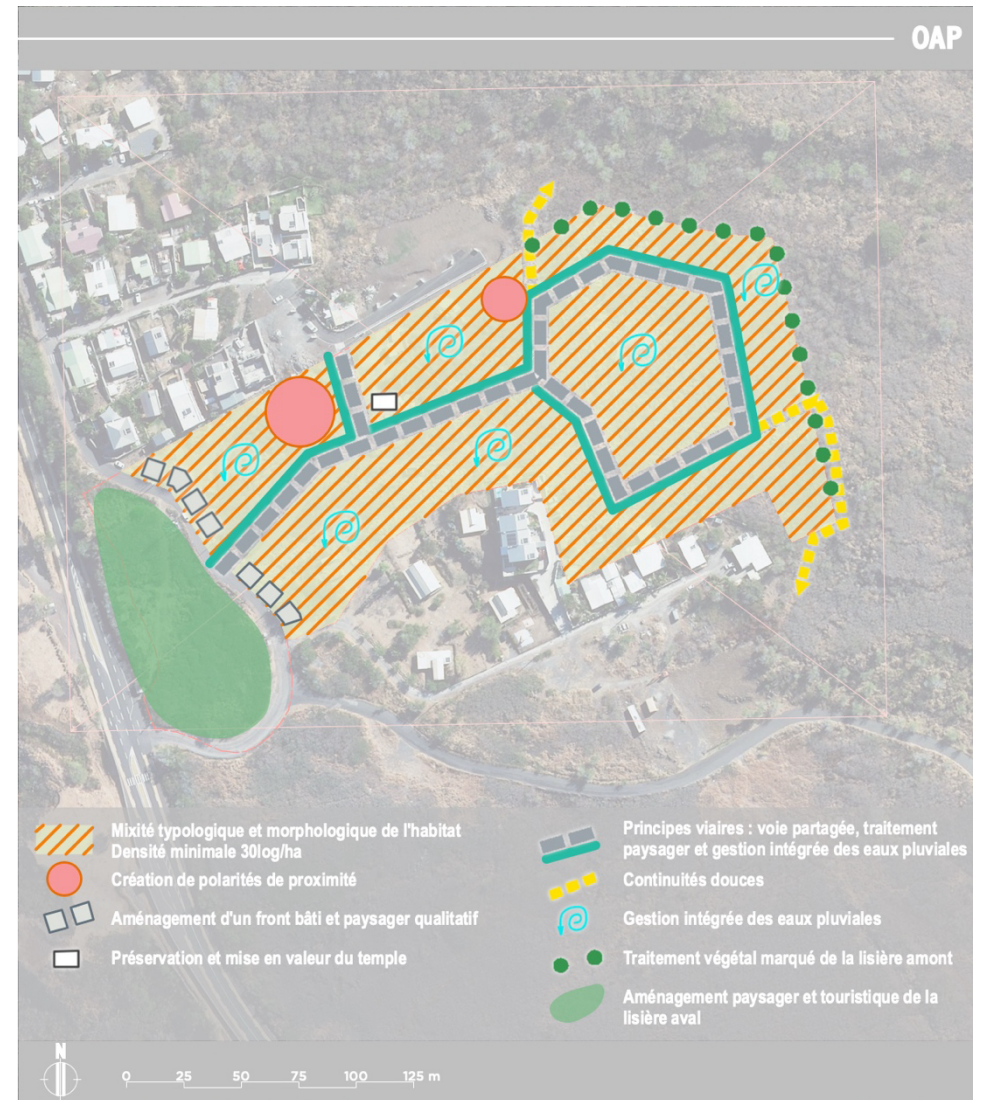 OAP
Mixité typologique et morphologique de l'habitat
Densité minimale 30log/ha
Création de polarités de proximité
Aménagement d'un front bâti et paysager qualitatif
Préservation et mise en valeur du temple
Principes viaires : voie partagée, traitement
paysager et gestion intégrée des eaux pluviales
Continuités douces
Gestion intégrée des eaux pluviales
Traitement végétal marqué de la lisière amont
Aménagement paysager et touristique de la
lisière aval
N
0 25 50 75 100 125 m